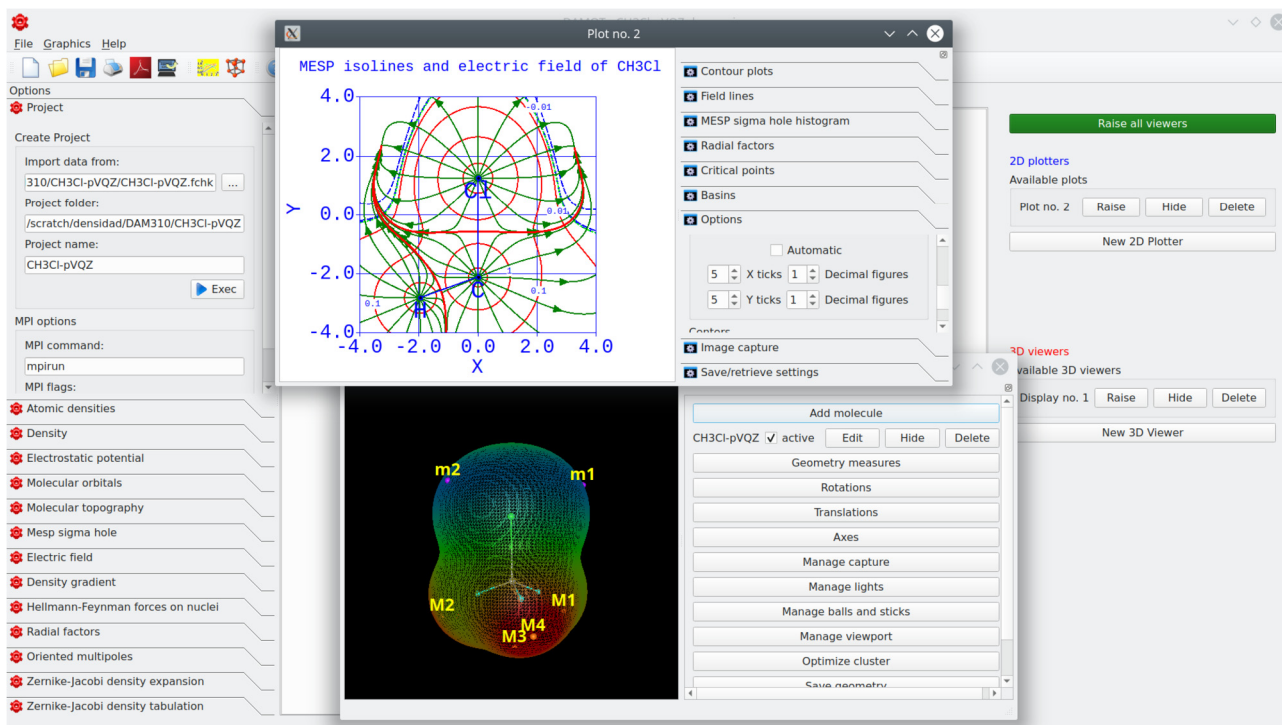 File Graphics Help
Options
Project
Create Project
Import data from:
310/CH3Cl-pVQZ/CH3Cl-pVQZ.fchk ...
Project folder:
/scratch/densidad/DAM310/CH3Cl-pVQZ
Project name:
CH3Cl-pVQZ
Exec
MPI options
MPI command:
mpirun
MPI flags:
Atomic densities
Density
Electrostatic potential
Molecular orbitals
Molecular topography
Mesp sigma hole
Electric field
Density gradient
Hellmann-Feynman forces on nuclei
Radial factors
Oriented multipoles
Zernike-Jacobi density expansion
Zernike-Jacobi density tabulation
Plot no. 2
MESP isolines and electric field of CH3Cl
4.0
2.0
0.0
-2.0
-4.0
Y
-4.0 -2.0 0.0 2.0 4.0
X
-0.01
Cl
0.01
1
C
0.1
0.1
H
Contour plots
Field lines
MESP sigma hole histogram
Radial factors
Critical points
Basins
Options
Automatic
5 X ticks 1 Decimal figures
5 Y ticks 1 Decimal figures
Centers
Image capture
Save/retrieve settings
m2
m1
M2
M1
M4
M3
Add molecule
CH3Cl-pVQZ active Edit Hide Delete
Geometry measures
Rotations
Translations
Axes
Manage capture
Manage lights
Manage balls and sticks
Manage viewport
Optimize cluster
Save geometry
Raise all viewers
2D plotters
Available plots
Plot no. 2 Raise Hide Delete
New 2D Plotter
3D viewers
Available 3D viewers
Display no. 1 Raise Hide Delete
New 3D Viewer